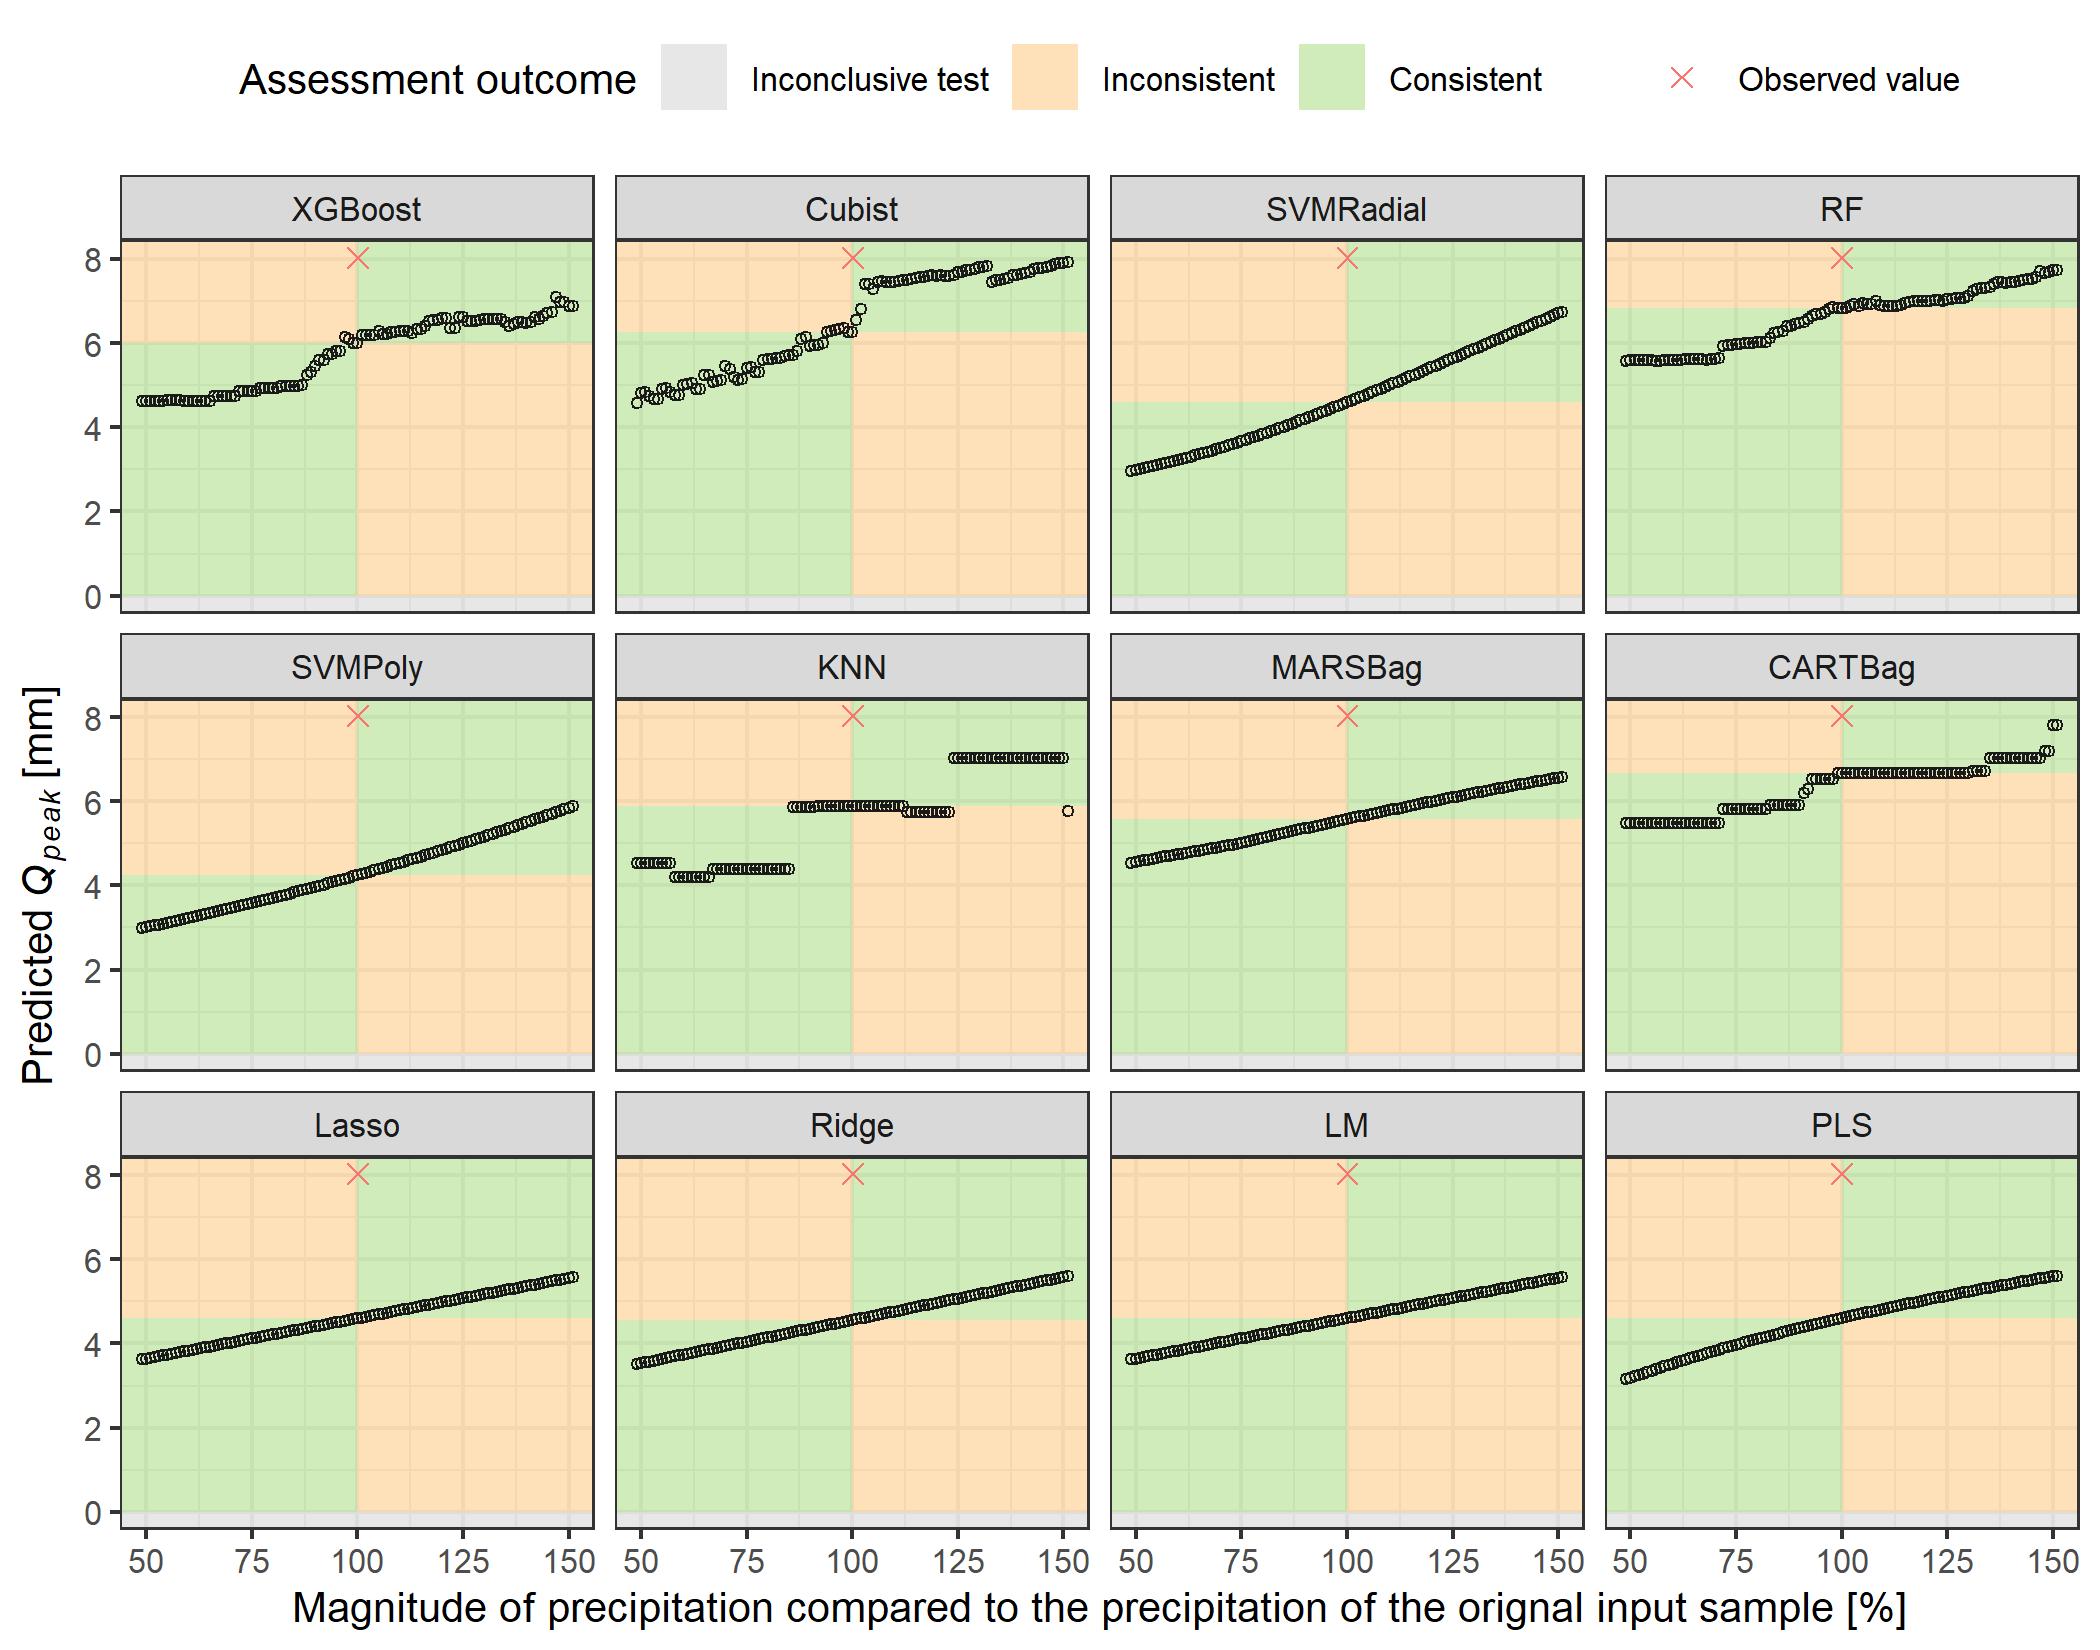 Assessment outcome Inconclusive test Inconsistent Consistent Observed value
XGBoost Cubist SVMRadial RF
8
6
4
2
0
SVMPoly KNN MARSBag CARTBag
8
6
4
2
0
Predicted Qpeak [mm]
Lasso Ridge LM PLS
8
6
4
2
0
50 75 100 125 150 50 75 100 125 150 50 75 100 125 150 50 75 100 125 150
Magnitude of precipitation compared to the precipitation of the orignal input sample [%]